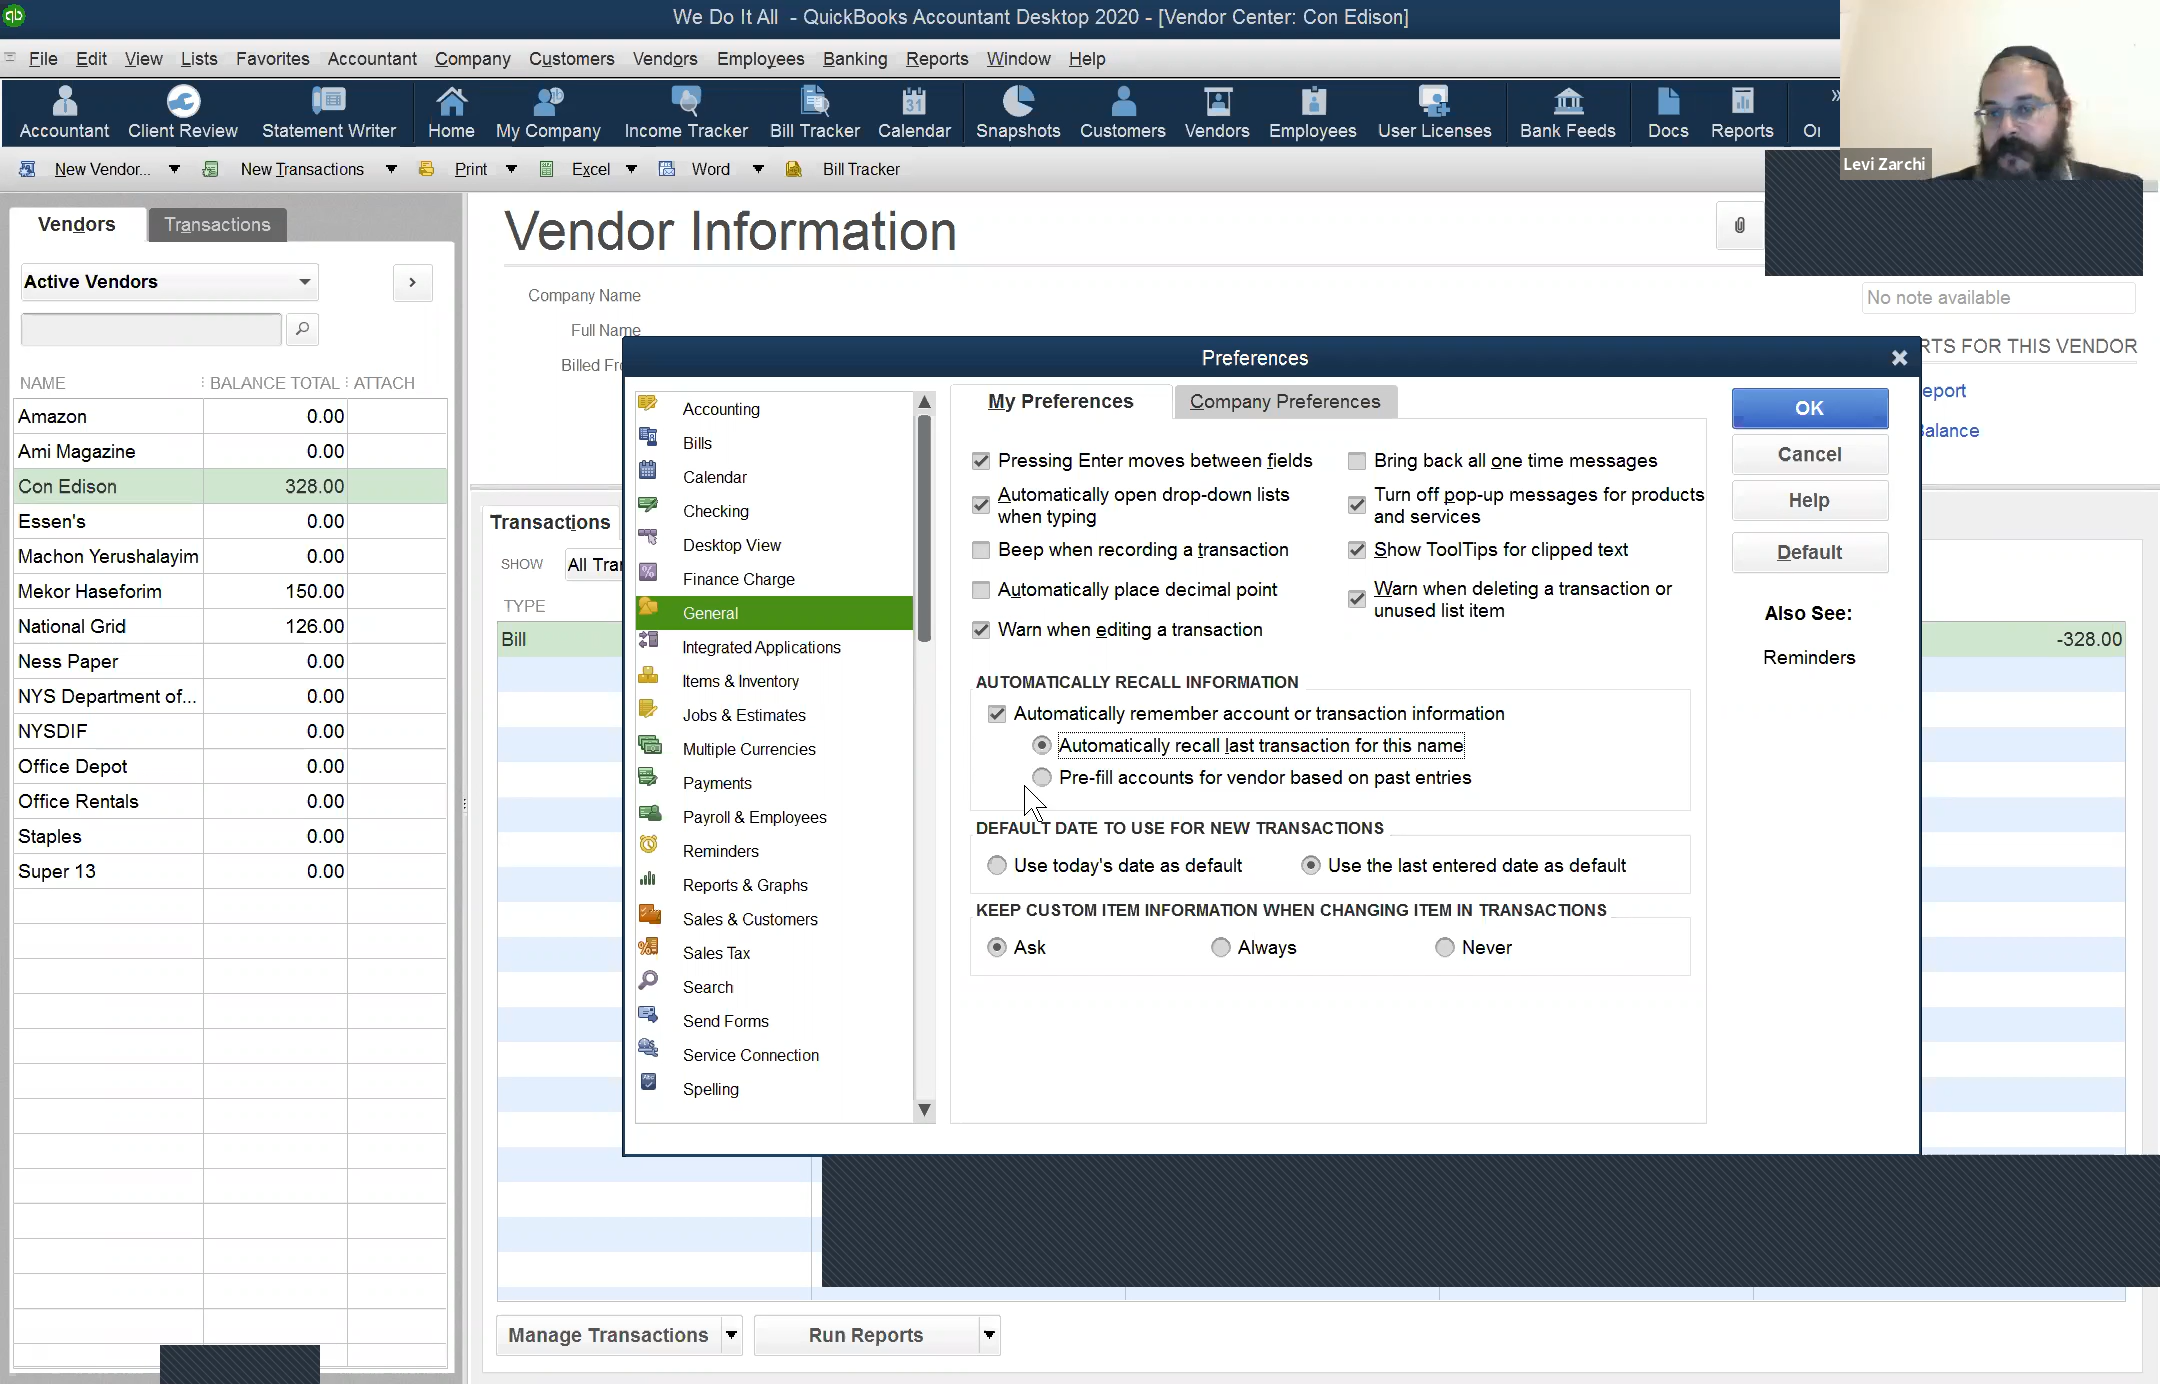 We Do It All - QuickBooks Accountant Desktop 2020 - [Vendor Center: Con Edison]
File Edit View Lists Favorites Accountant Company Customers Vendors Employees Banking Reports Window Help
Accountant Client Review Statement Writer Home My Company Income Tracker Bill Tracker Calendar Snapshots Customers Vendors Employees User Licenses Bank Feeds Docs Reports
Levi Zarchi
New Vendor... New Transactions Print Excel Word Bill Tracker
Vendors Transactions
Active Vendors
NAME BALANCE TOTAL ATTACH
Amazon 0.00
Ami Magazine 0.00
Con Edison 328.00
Essen's 0.00
Machon Yerushalayim 0.00
Mekor Haseforim 150.00
National Grid 126.00
Ness Paper 0.00
NYS Department of... 0.00
NYSDIF 0.00
Office Depot 0.00
Office Rentals 0.00
Staples 0.00
Super 13 0.00
Vendor Information
Company Name
Full Name
Billed
No note available
FOR THIS VENDOR
Transactions
SHOW All
TYPE
Bill
-328.00
Preferences
Accounting
Bills
Calendar
Checking
Desktop View
Finance Charge
General
Integrated Applications
Items & Inventory
Jobs & Estimates
Multiple Currencies
Payments
Payroll & Employees
Reminders
Reports & Graphs
Sales & Customers
Sales Tax
Search
Send Forms
Service Connection
Spelling
My Preferences Company Preferences
Pressing Enter moves between fields
Automatically open drop-down lists
when typing
Beep when recording a transaction
Automatically place decimal point
Warn when editing a transaction
Bring back all one time messages
Turn off pop-up messages for products
and services
Show ToolTips for clipped text
Warn when deleting a transaction or
unused list item
AUTOMATICALLY RECALL INFORMATION
Automatically remember account or transaction information
Automatically recall last transaction for this name
Pre-fill accounts for vendor based on past entries
DEFAULT DATE TO USE FOR NEW TRANSACTIONS
Use today's date as default Use the last entered date as default
KEEP CUSTOM ITEM INFORMATION WHEN CHANGING ITEM IN TRANSACTIONS
Ask Always Never
OK
Cancel
Help
Default
Also See:
Reminders
Manage Transactions Run Reports